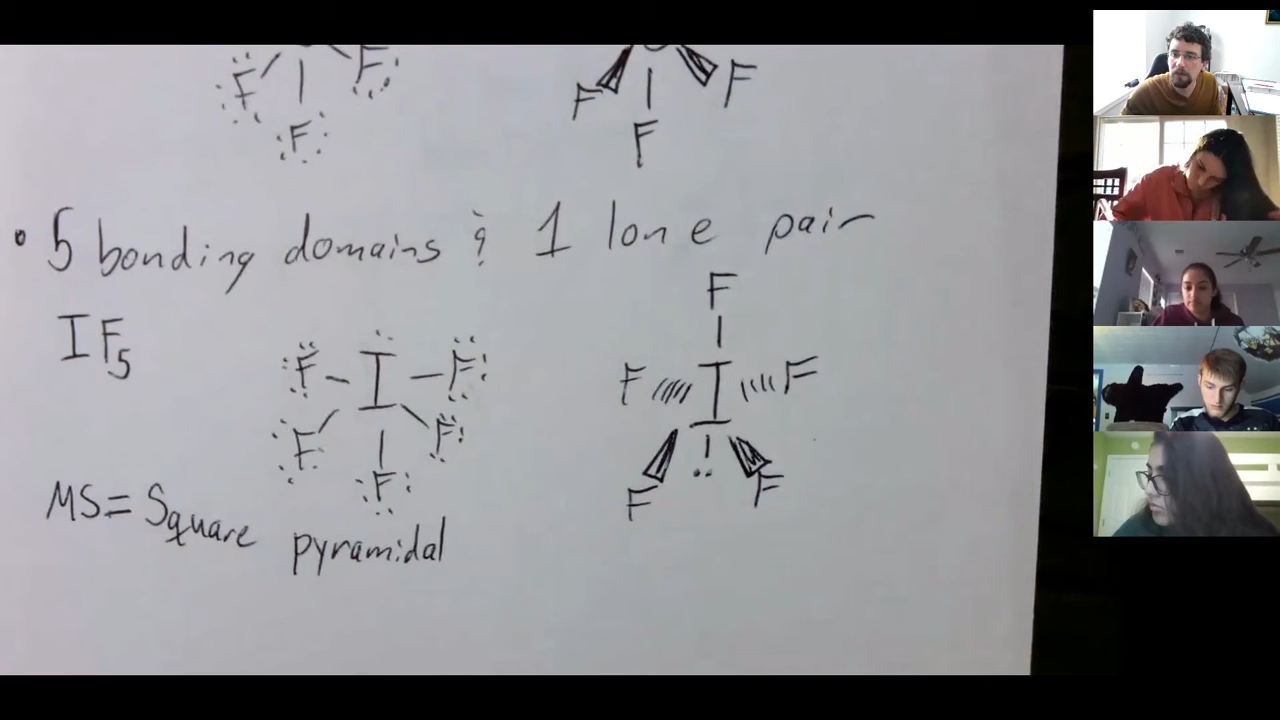 F F F F
F F
• 5 bonding domains & 1 lone pair
F
IF5
F I F F I F
F F
F F F
MS= Square pyramidal